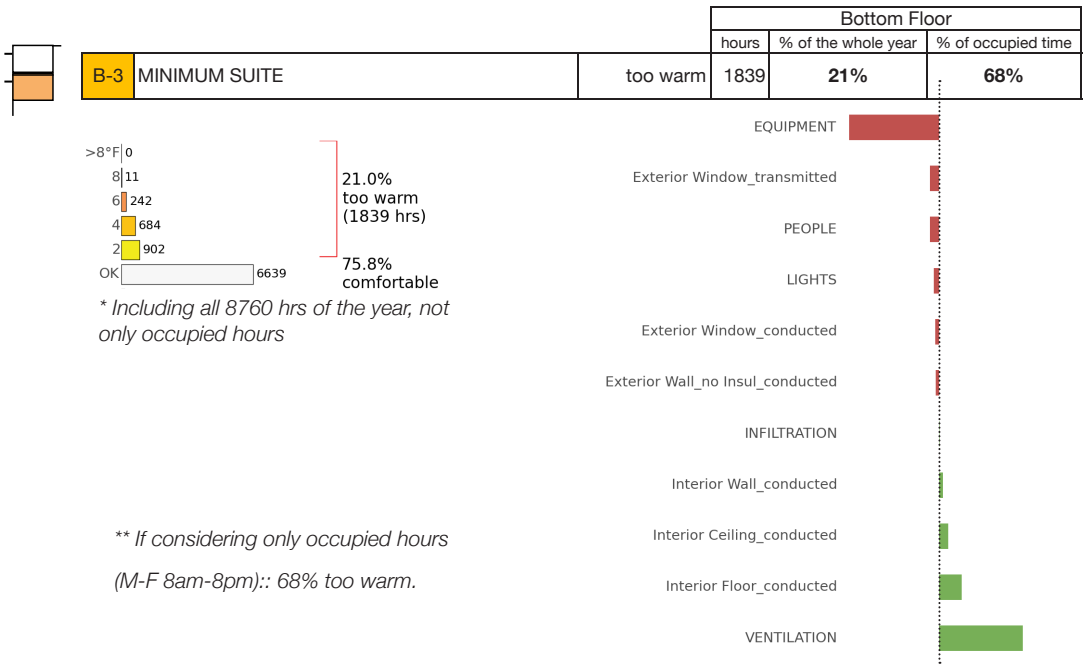 Bottom Floor
hours % of the whole year % of occupied time
B-3 MINIMUM SUITE too warm 1839 21% 68%
>8°F 0
8 11
6 242
4 684
2 902
OK 6639
21.0%
too warm
(1839 hrs)
75.8%
comfortable
* Including all 8760 hrs of the year, not
only occupied hours
** If considering only occupied hours
(M-F 8am-8pm):: 68% too warm.
EQUIPMENT
Exterior Window_transmitted
PEOPLE
LIGHTS
Exterior Window_conducted
Exterior Wall_no Insul_conducted
INFILTRATION
Interior Wall_conducted
Interior Ceiling_conducted
Interior Floor_conducted
VENTILATION